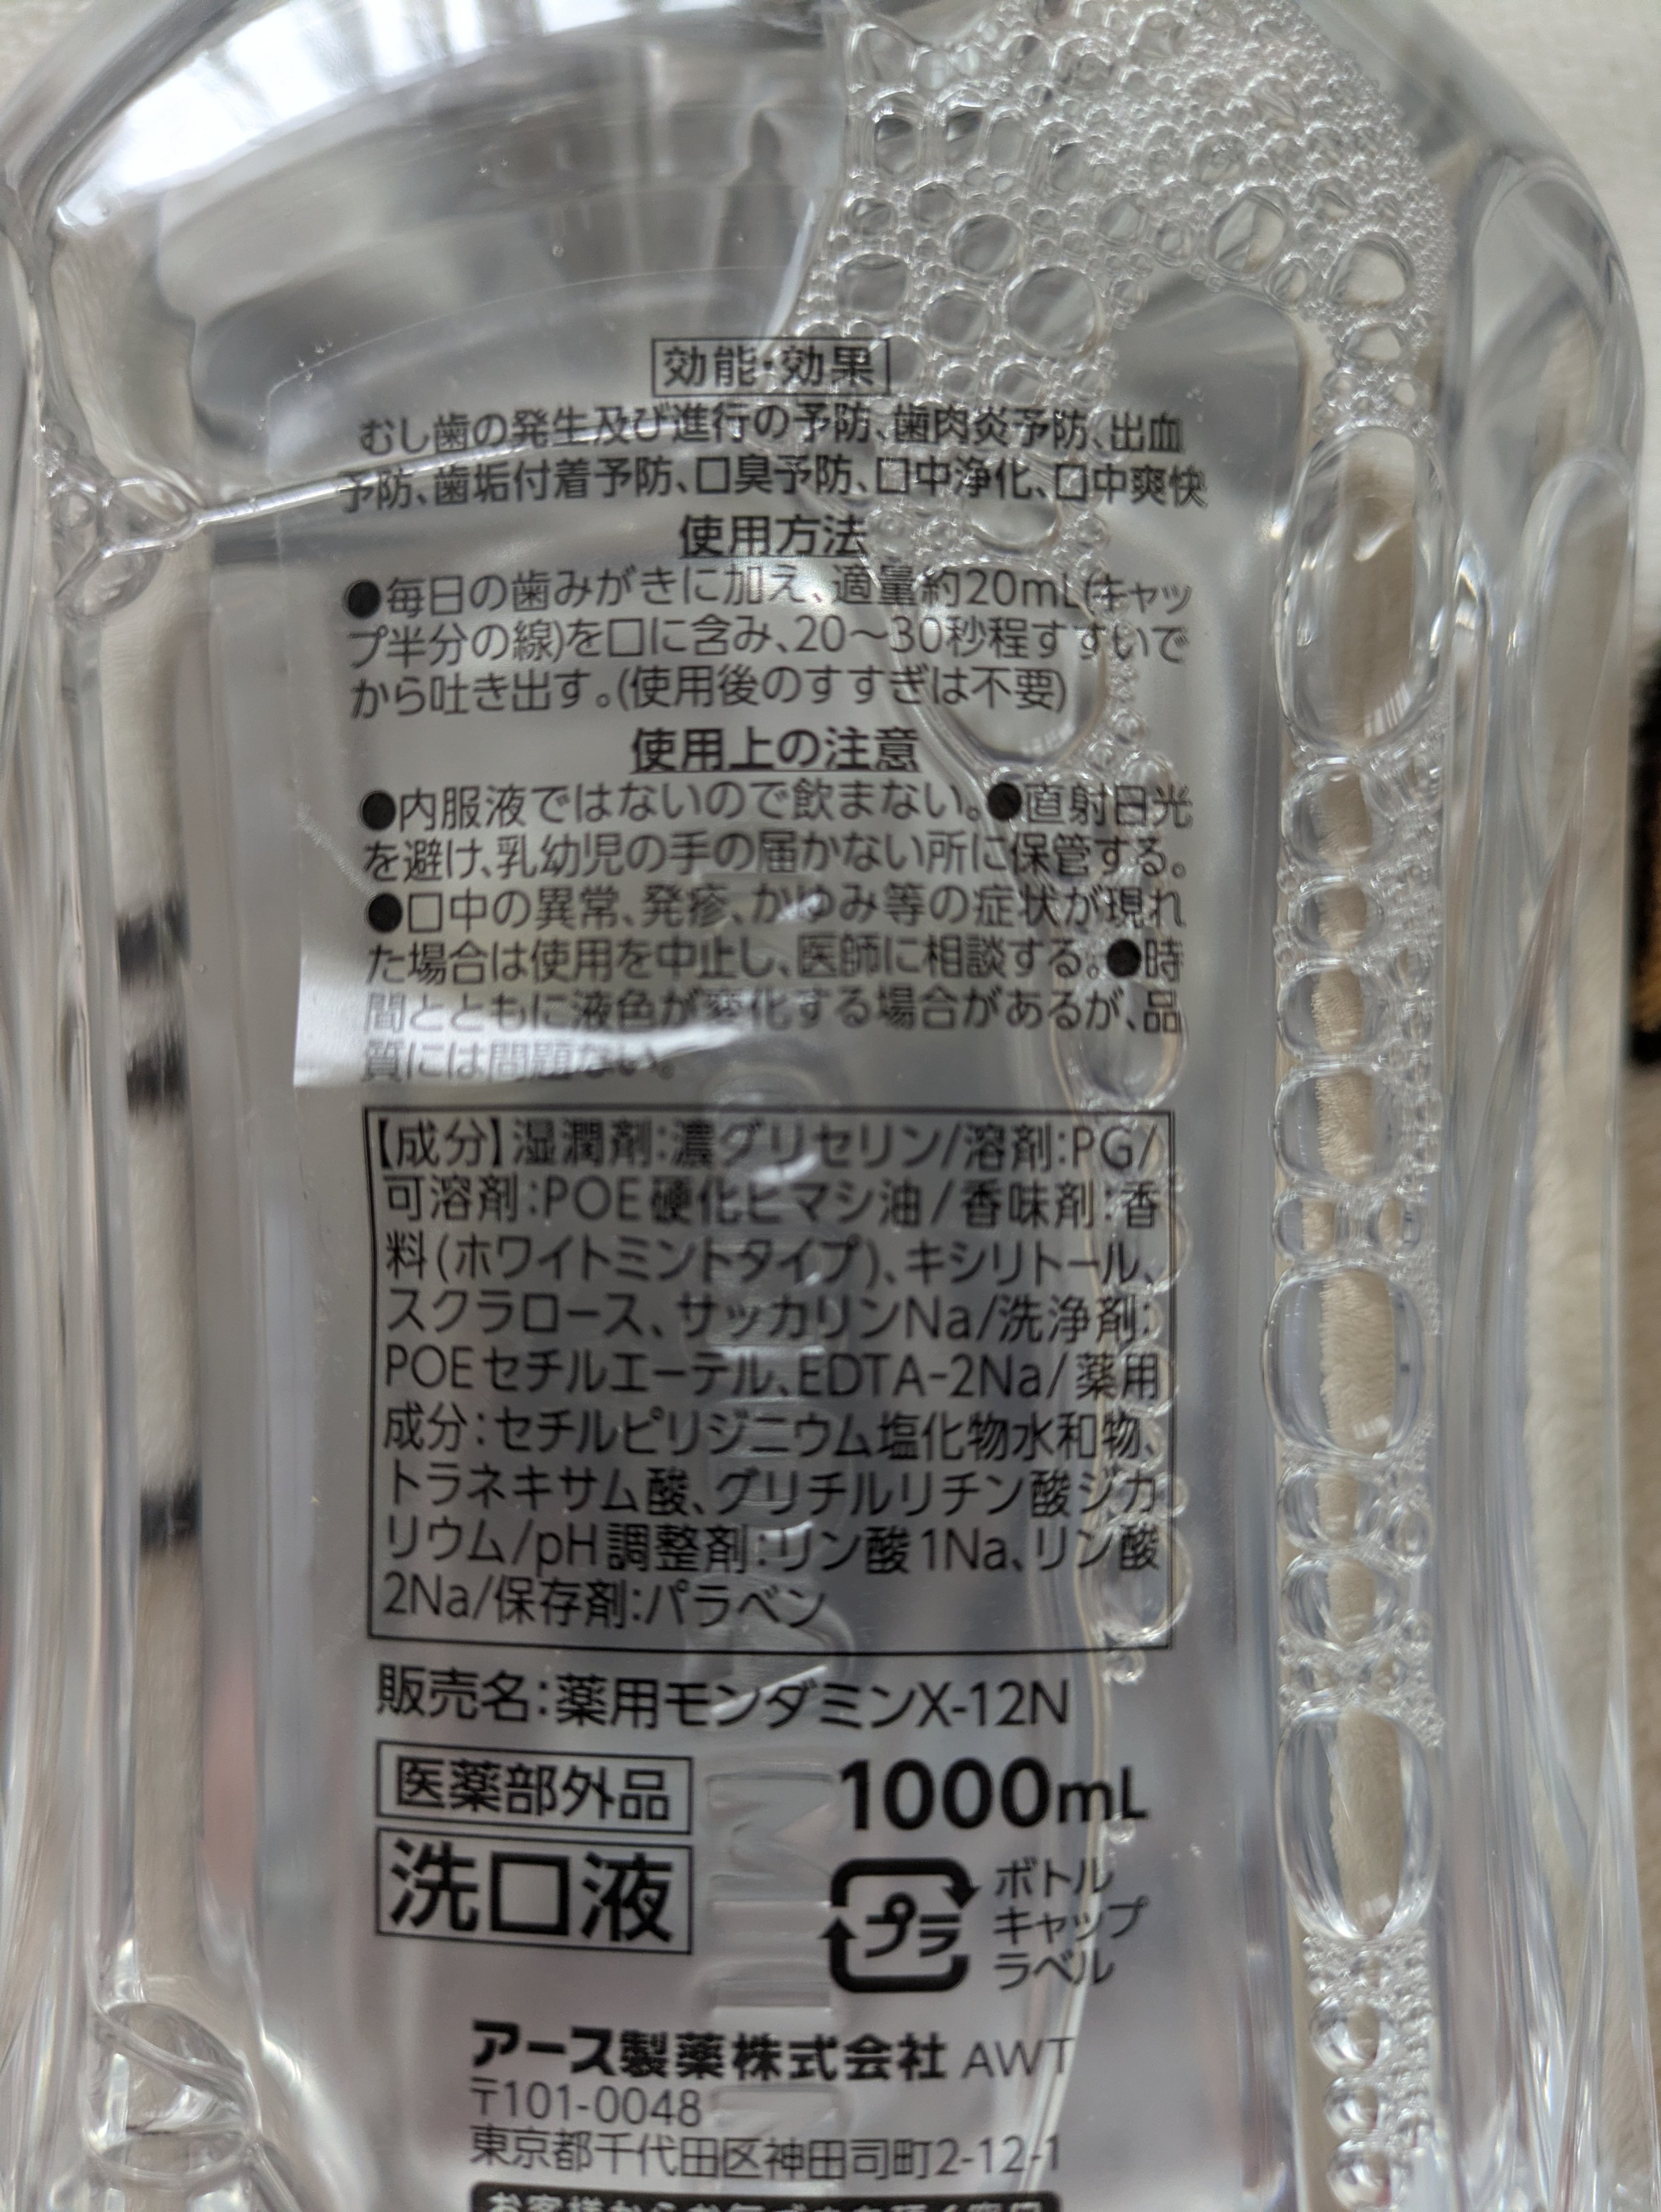 効能・効果
むし歯の発生及び進行の予防、歯肉炎予防、出血
予防、歯垢付着予防、口臭予防、口中浄化、口中爽快
使用方法
●毎日の歯みがきに加え、適量約20mL(キャッ
プ半分の線)を口に含み、20～30秒程すすいで
から吐き出す。(使用後のすすぎは不要)
使用上の注意
●内服液ではないので飲まない。●直射日光
を避け、乳幼児の手の届かない所に保管する。
●口中の異常、発疹、かゆみ等の症状が現れ
た場合は使用を中止し、医師に相談する。●時
間とともに液色が変化する場合があるが、品
質には問題ない。
【成分】湿潤剤:濃グリセリン/溶剤:PG/
可溶剤:POE硬化ヒマシ油/香味剤:香
料(ホワイトミントタイプ)、キシリトール、
スクラロース、サッカリンNa/洗浄剤:
POEセチルエーテル、EDTA-2Na/薬用
成分:セチルピリジニウム塩化物水和物、
トラネキサム酸、グリチルリチン酸ジカ
リウム/pH調整剤:リン酸1Na、リン酸
2Na/保存剤:パラベン
販売名:薬用モンダミンX-12N
医薬部外品
1000mL
洗口液
プラ
ボトル
キャップ
ラベル
アース製薬株式会社 AWT
〒101-0048
東京都千代田区神田司町2-12-1